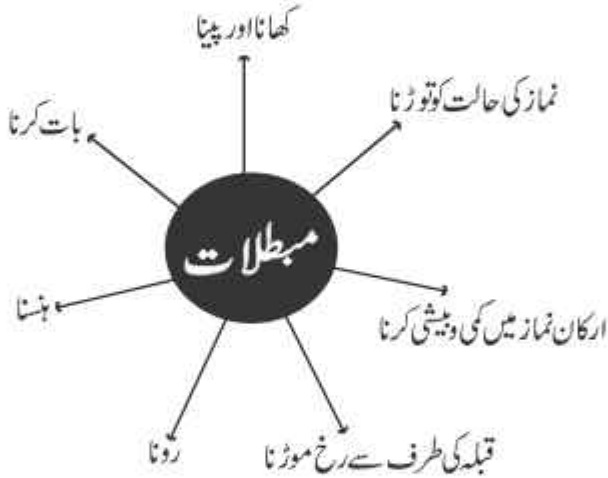 کھانا اور پینا
نماز کی حالت کو توڑنا
بات کرنا
مبطلات
ارکان نماز میں کمی و بیشی کرنا
ہنسنا
قبلہ کی طرف سے رخ موڑنا
رونا